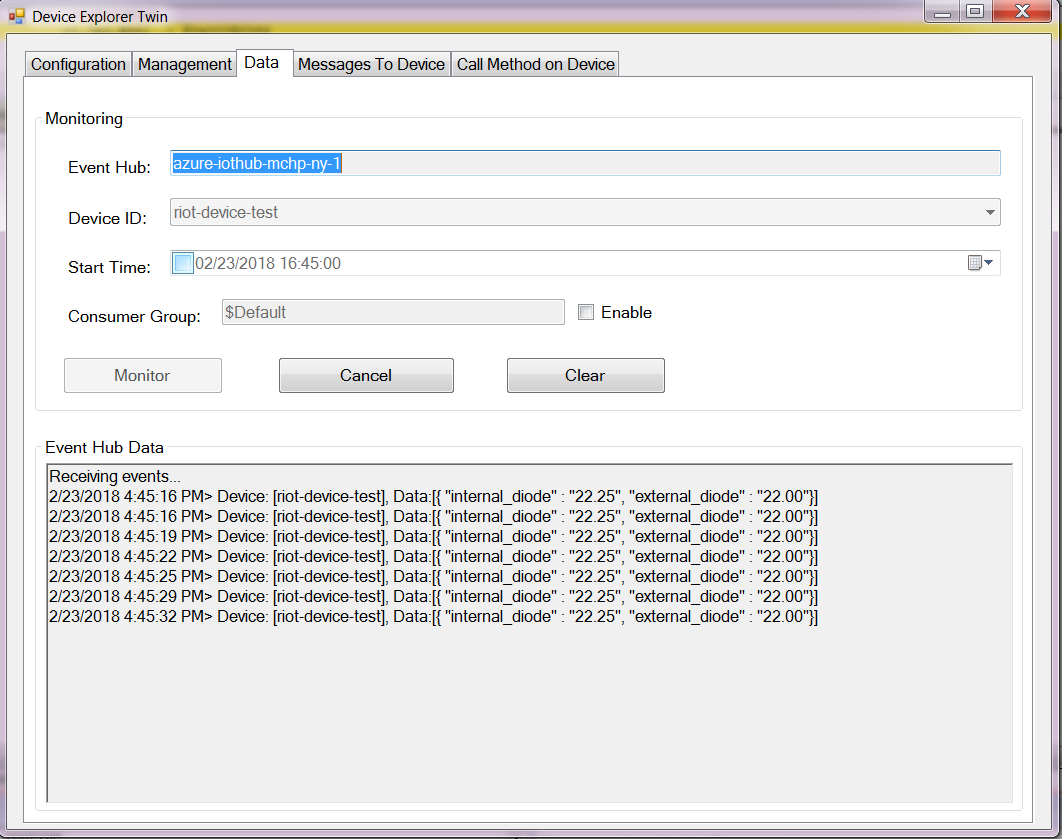 Device Explorer Twin
Configuration Management Data Messages To Device Call Method on Device
Monitoring
Event Hub: azure-iothub-mchp-ny-1
Device ID: riot-device-test
Start Time: 02/23/2018 16:45:00
Consumer Group: $Default Enable
Monitor Cancel Clear
Event Hub Data
Receiving events...
2/23/2018 4:45:16 PM> Device: [riot-device-test], Data:[{ "internal_diode" : "22.25", "external_diode" : "22.00"}]
2/23/2018 4:45:16 PM> Device: [riot-device-test], Data:[{ "internal_diode" : "22.25", "external_diode" : "22.00"}]
2/23/2018 4:45:19 PM> Device: [riot-device-test], Data:[{ "internal_diode" : "22.25", "external_diode" : "22.00"}]
2/23/2018 4:45:22 PM> Device: [riot-device-test], Data:[{ "internal_diode" : "22.25", "external_diode" : "22.00"}]
2/23/2018 4:45:25 PM> Device: [riot-device-test], Data:[{ "internal_diode" : "22.25", "external_diode" : "22.00"}]
2/23/2018 4:45:29 PM> Device: [riot-device-test], Data:[{ "internal_diode" : "22.25", "external_diode" : "22.00"}]
2/23/2018 4:45:32 PM> Device: [riot-device-test], Data:[{ "internal_diode" : "22.25", "external_diode" : "22.00"}]